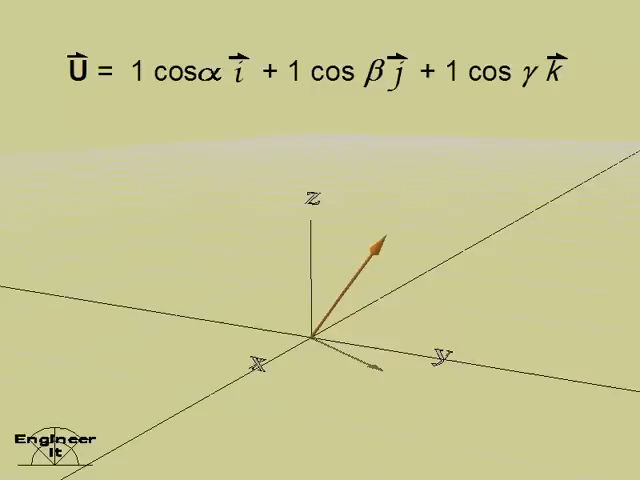 U = 1 cosα i + 1 cos β j + 1 cos γ k
z
x
y
Engineer
It